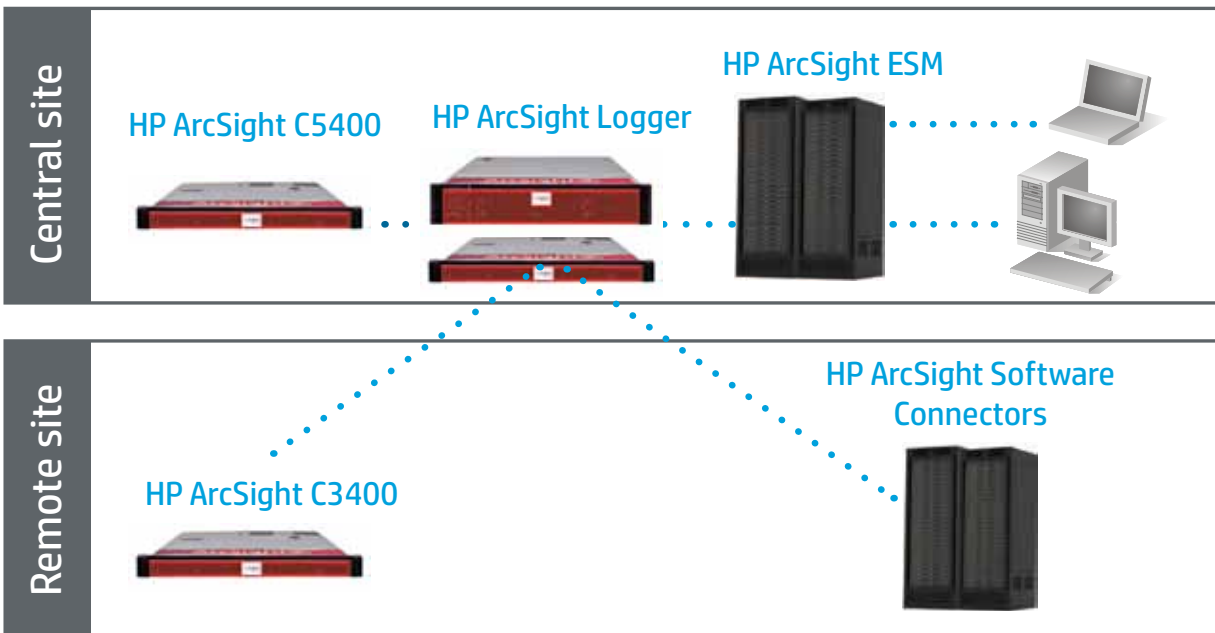 Central site
HP ArcSight C5400
HP ArcSight Logger
HP ArcSight ESM
Remote site
HP ArcSight C3400
HP ArcSight Software
Connectors